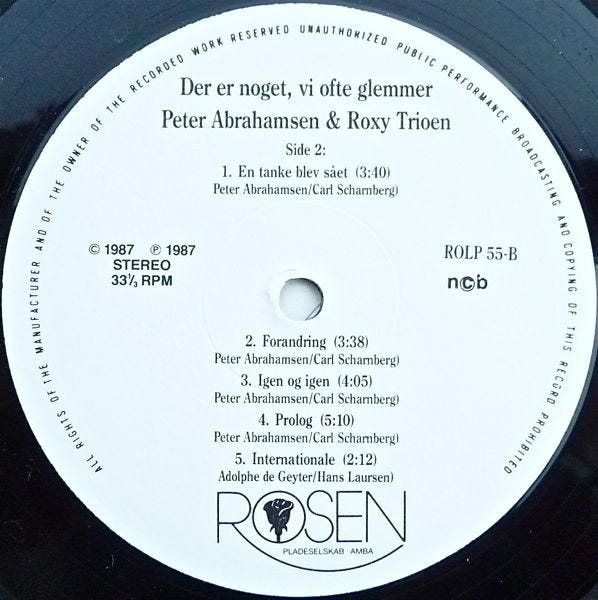 ALL RIGHTS OF THE MANUFACTURER AND OF THE OWNER OF THE RECORDED WORK RESERVED UNAUTHORIZED PUBLIC PERFORMANCE BROADCASTING AND COPYING OF THIS RECORD PROHIBITED
Der er noget, vi ofte glemmer
Peter Abrahamsen & Roxy Trioen
Side 2:
1. En tanke blev sået (3:40)
Peter Abrahamsen/Carl Scharnberg)
© 1987 ℗ 1987
STEREO
33⅓ RPM
ROLP 55-B
n©b
2. Forandring (3:38)
Peter Abrahamsen/Carl Scharnberg)
3. Igen og igen (4:05)
Peter Abrahamsen/Carl Scharnberg)
4. Prolog (5:10)
Peter Abrahamsen/Carl Scharnberg)
5. Internationale (2:12)
Adolphe de Geyter/Hans Laursen)
ROSEN
PLADESELSKAB AMBA